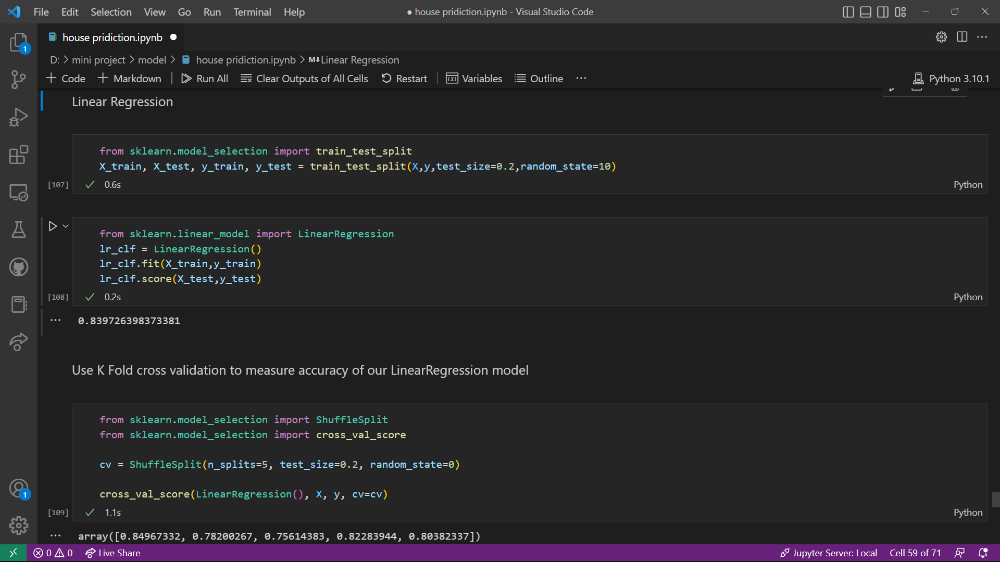 File Edit Selection View Go Run Terminal Help
● house pridiction.ipynb - Visual Studio Code
house pridiction.ipynb ●
D: > mini project > model > house pridiction.ipynb > M↓Linear Regression
+ Code + Markdown | Run All Clear Outputs of All Cells Restart | Variables Outline ···
Python 3.10.1
1
Linear Regression
from sklearn.model_selection import train_test_split
X_train, X_test, y_train, y_test = train_test_split(X,y,test_size=0.2,random_state=10)
[107] ✓ 0.6s Python
from sklearn.linear_model import LinearRegression
lr_clf = LinearRegression()
lr_clf.fit(X_train,y_train)
lr_clf.score(X_test,y_test)
[108] ✓ 0.2s Python
··· 0.839726398373381
Use K Fold cross validation to measure accuracy of our LinearRegression model
from sklearn.model_selection import ShuffleSplit
from sklearn.model_selection import cross_val_score
cv = ShuffleSplit(n_splits=5, test_size=0.2, random_state=0)
cross_val_score(LinearRegression(), X, y, cv=cv)
1
[109] ✓ 1.1s Python
··· array([0.84967332, 0.78200267, 0.75614383, 0.82283944, 0.80382337])
0 0 Live Share
Jupyter Server: Local Cell 59 of 71